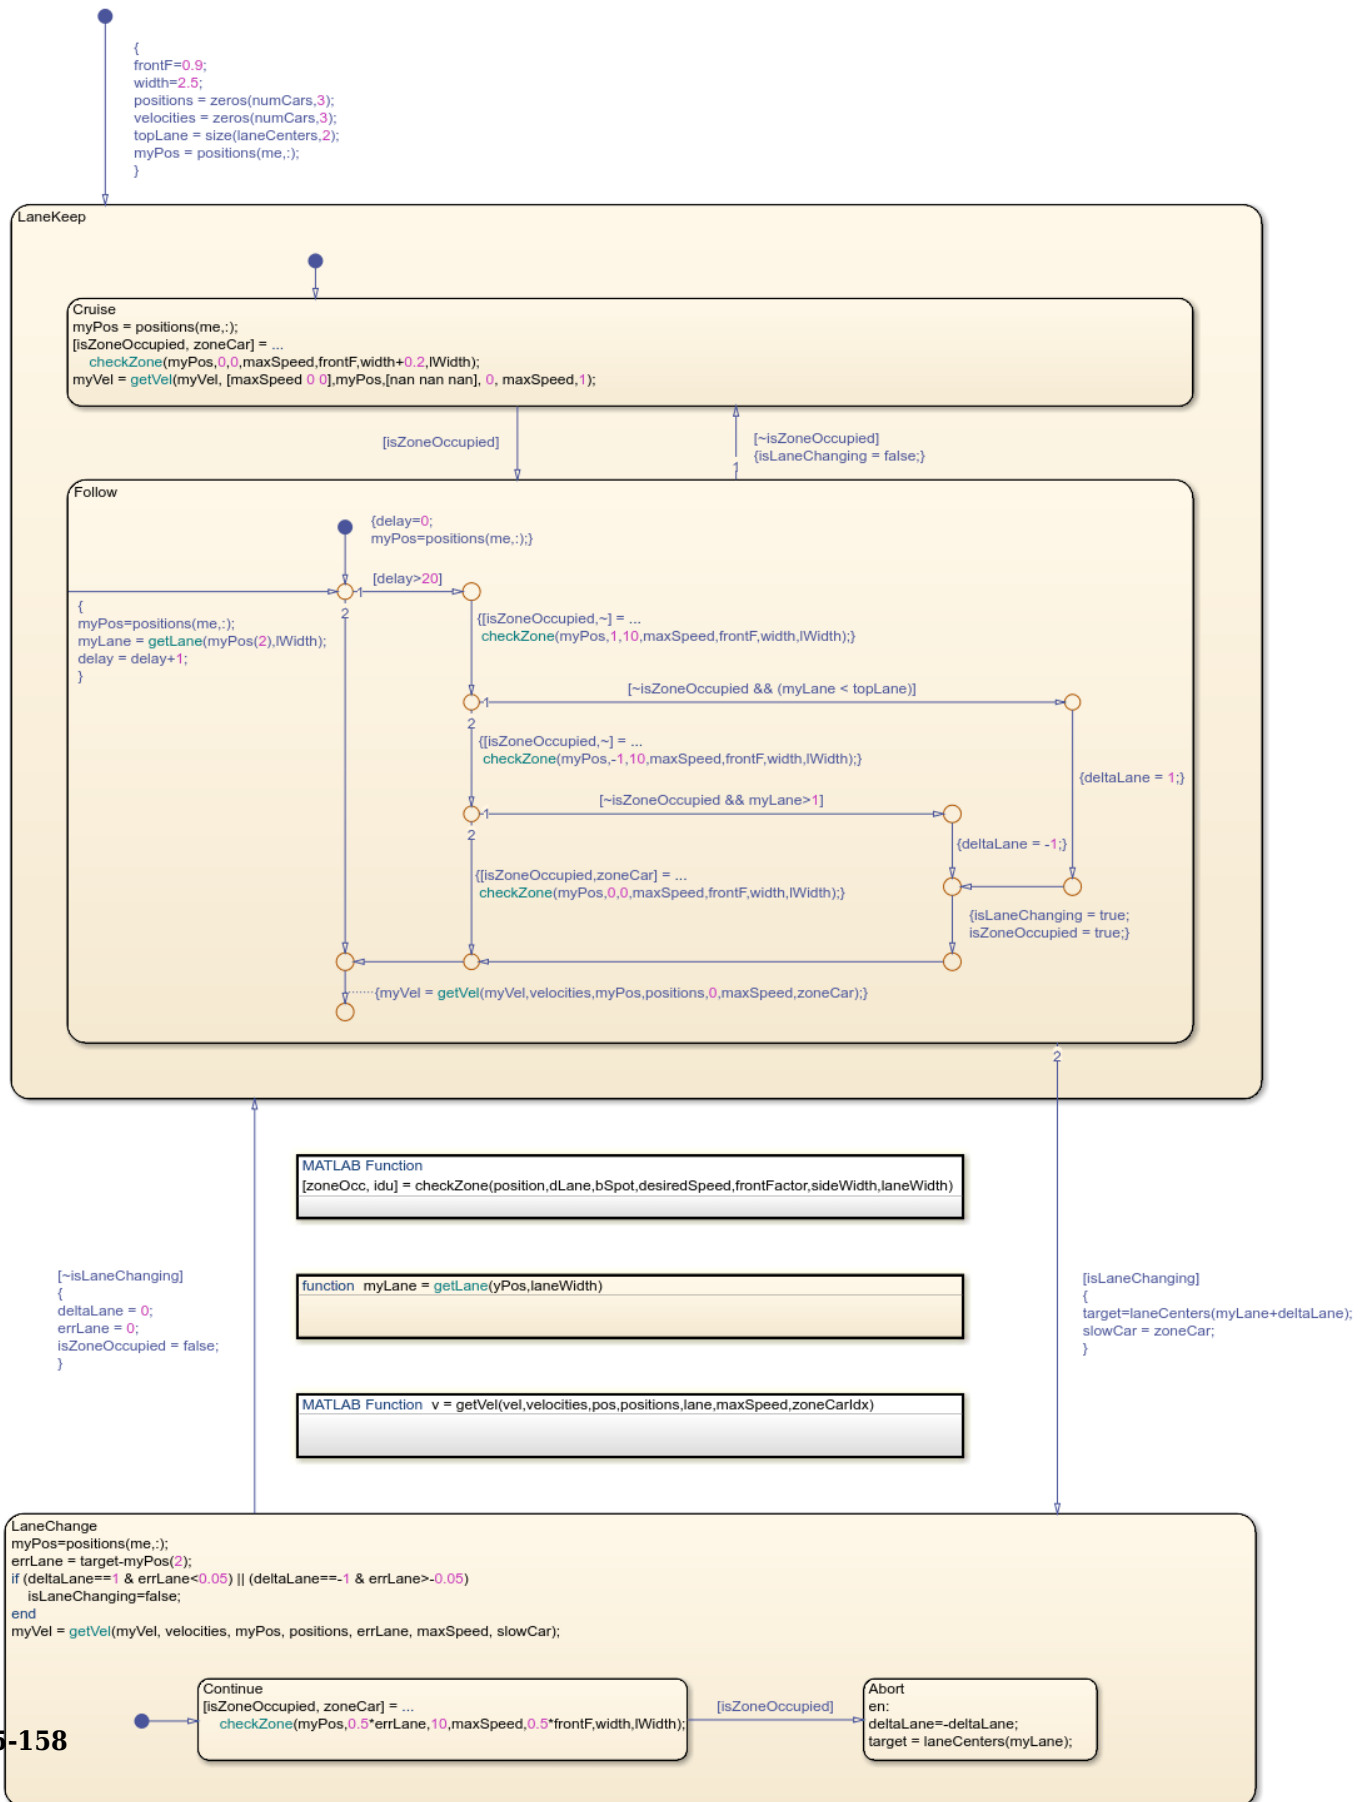 {
frontF=0.9;
width=2.5;
positions = zeros(numCars,3);
velocities = zeros(numCars,3);
topLane = size(laneCenters,2);
myPos = positions(me,:);
}
LaneKeep
Cruise
myPos = positions(me,:);
[isZoneOccupied, zoneCar] = ...
checkZone(myPos,0,0,maxSpeed,frontF,width+0.2,lWidth);
myVel = getVel(myVel, [maxSpeed 0 0],myPos,[nan nan nan], 0, maxSpeed,1);
[isZoneOccupied]
[~isZoneOccupied]
{isLaneChanging = false;}
1
Follow
{delay=0;
myPos=positions(me,:);}
[delay>20]
1
2
{
myPos=positions(me,:);
myLane = getLane(myPos(2),lWidth);
delay = delay+1;
}
{[isZoneOccupied,~] = ...
checkZone(myPos,1,10,maxSpeed,frontF,width,lWidth);}
[~isZoneOccupied && (myLane < topLane)]
1
2
{[isZoneOccupied,~] = ...
checkZone(myPos,-1,10,maxSpeed,frontF,width,lWidth);}
{deltaLane = 1;}
[~isZoneOccupied && myLane>1]
1
2
{deltaLane = -1;}
{[isZoneOccupied,zoneCar] = ...
checkZone(myPos,0,0,maxSpeed,frontF,width,lWidth);}
{isLaneChanging = true;
isZoneOccupied = true;}
{myVel = getVel(myVel,velocities,myPos,positions,0,maxSpeed,zoneCar);}
2
MATLAB Function
[zoneOcc, idu] = checkZone(position,dLane,bSpot,desiredSpeed,frontFactor,sideWidth,laneWidth)
[~isLaneChanging]
{
deltaLane = 0;
errLane = 0;
isZoneOccupied = false;
}
function myLane = getLane(yPos,laneWidth)
[isLaneChanging]
{
target=laneCenters(myLane+deltaLane);
slowCar = zoneCar;
}
MATLAB Function v = getVel(vel,velocities,pos,positions,lane,maxSpeed,zoneCarIdx)
LaneChange
myPos=positions(me,:);
errLane = target-myPos(2);
if (deltaLane==1 & errLane<0.05) || (deltaLane==-1 & errLane>-0.05)
isLaneChanging=false;
end
myVel = getVel(myVel, velocities, myPos, positions, errLane, maxSpeed, slowCar);
Continue
[isZoneOccupied, zoneCar] = ...
checkZone(myPos,0.5*errLane,10,maxSpeed,0.5*frontF,width,lWidth);
[isZoneOccupied]
Abort
en:
deltaLane=-deltaLane;
target = laneCenters(myLane);
-158